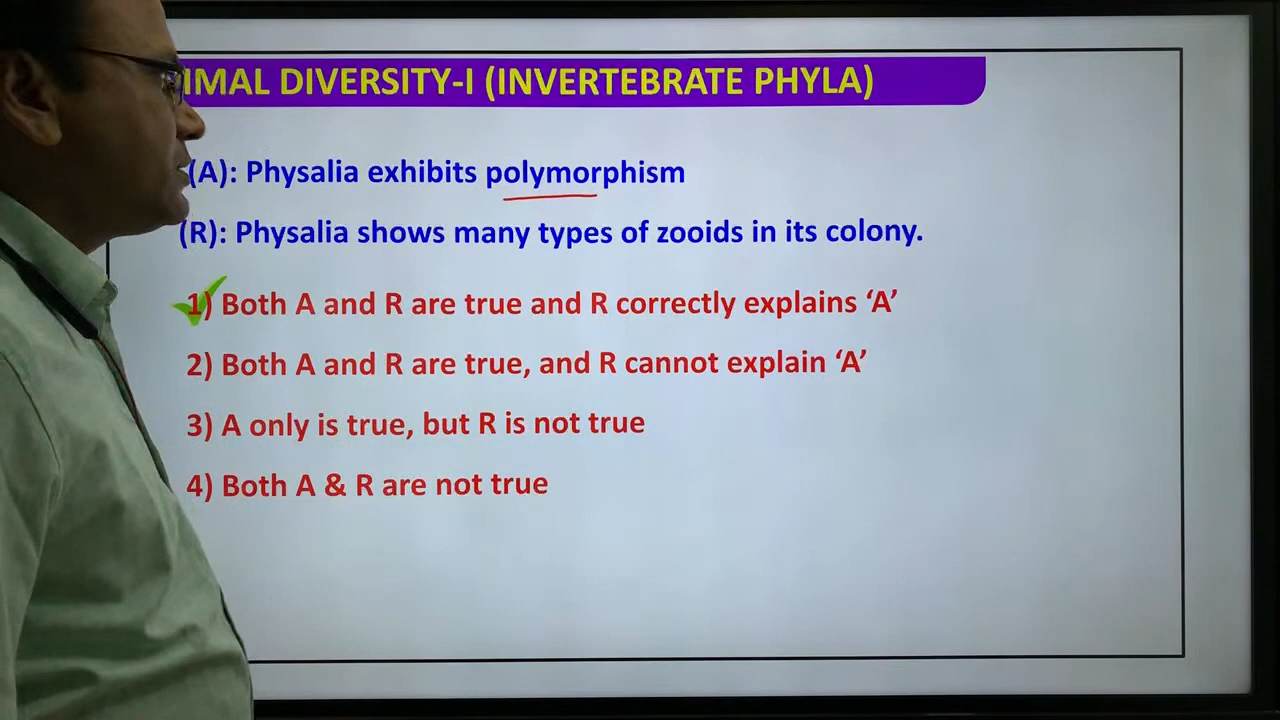 IMAL DIVERSITY-I (INVERTEBRATE PHYLA)
(A): Physalia exhibits polymorphism
(R): Physalia shows many types of zooids in its colony.
1) Both A and R are true and R correctly explains ‘A’
2) Both A and R are true, and R cannot explain ‘A’
3) A only is true, but R is not true
4) Both A & R are not true